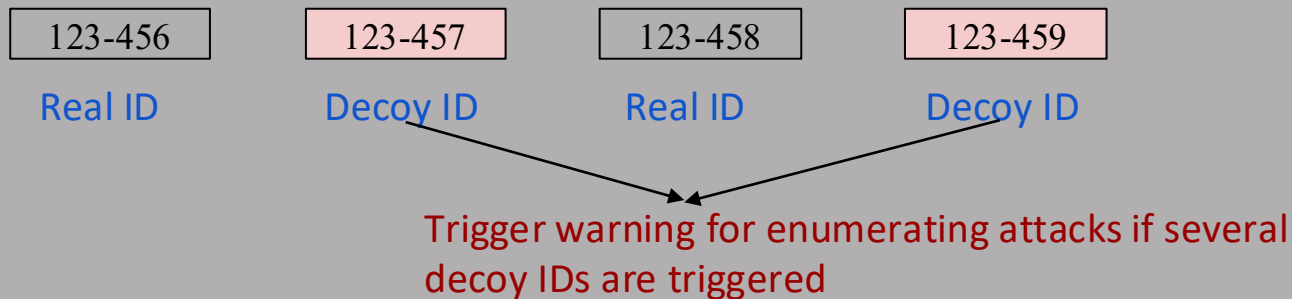 123-456 123-457 123-458 123-459
Real ID Decoy ID Real ID Decoy ID
Trigger warning for enumerating attacks if several
decoy IDs are triggered